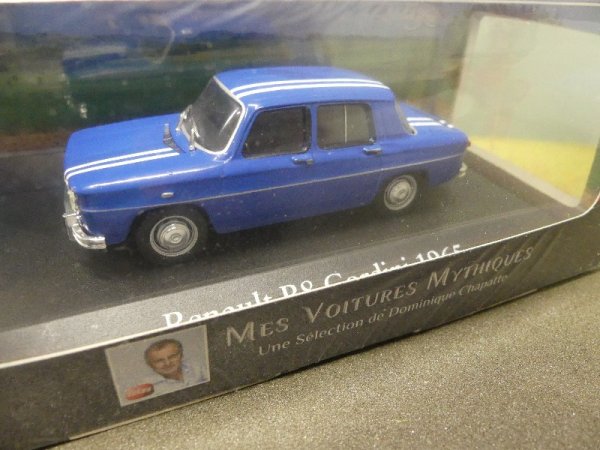 Renault R8 Gordini 1965
MES VOITURES MYTHIQUES
Une Sélection de Dominique Chapatte